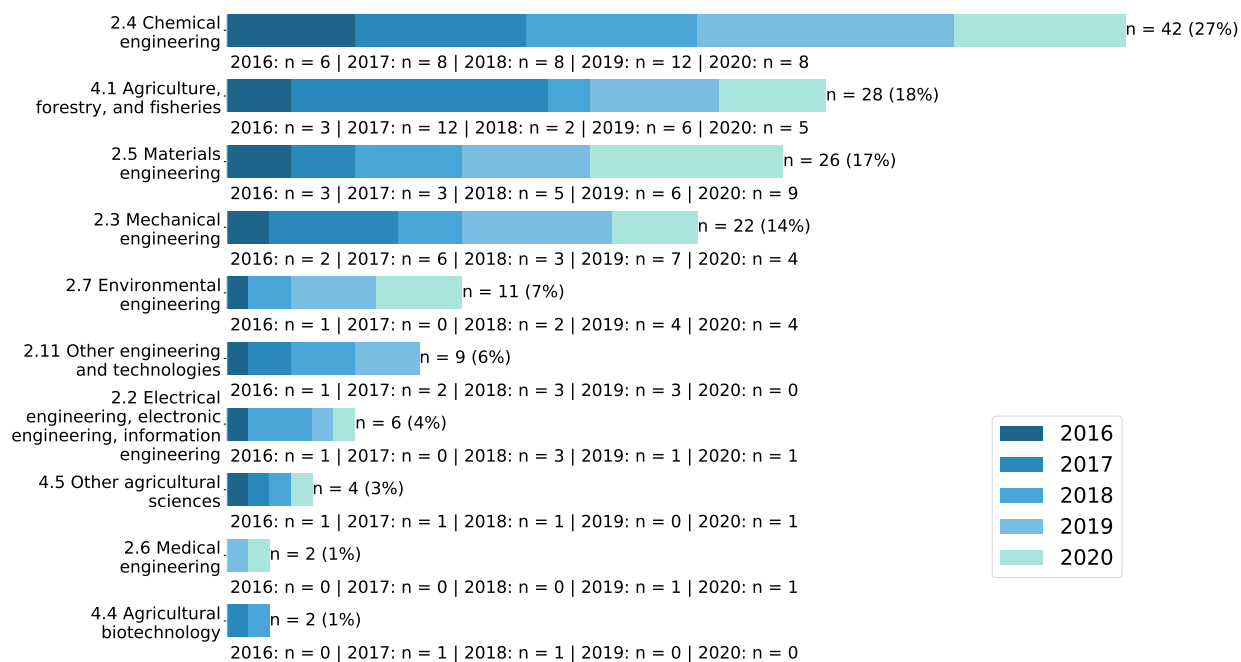 2.4 Chemical
engineering
n = 42 (27%)
2016: n = 6 | 2017: n = 8 | 2018: n = 8 | 2019: n = 12 | 2020: n = 8
4.1 Agriculture,
forestry, and fisheries
n = 28 (18%)
2016: n = 3 | 2017: n = 12 | 2018: n = 2 | 2019: n = 6 | 2020: n = 5
2.5 Materials
engineering
n = 26 (17%)
2016: n = 3 | 2017: n = 3 | 2018: n = 5 | 2019: n = 6 | 2020: n = 9
2.3 Mechanical
engineering
n = 22 (14%)
2016: n = 2 | 2017: n = 6 | 2018: n = 3 | 2019: n = 7 | 2020: n = 4
2.7 Environmental
engineering
n = 11 (7%)
2016: n = 1 | 2017: n = 0 | 2018: n = 2 | 2019: n = 4 | 2020: n = 4
2.11 Other engineering
and technologies
n = 9 (6%)
2016: n = 1 | 2017: n = 2 | 2018: n = 3 | 2019: n = 3 | 2020: n = 0
2.2 Electrical
engineering, electronic
engineering, information
engineering
n = 6 (4%)
2016: n = 1 | 2017: n = 0 | 2018: n = 3 | 2019: n = 1 | 2020: n = 1
4.5 Other agricultural
sciences
n = 4 (3%)
2016: n = 1 | 2017: n = 1 | 2018: n = 1 | 2019: n = 0 | 2020: n = 1
2.6 Medical
engineering
n = 2 (1%)
2016: n = 0 | 2017: n = 0 | 2018: n = 0 | 2019: n = 1 | 2020: n = 1
4.4 Agricultural
biotechnology
n = 2 (1%)
2016: n = 0 | 2017: n = 1 | 2018: n = 1 | 2019: n = 0 | 2020: n = 0
2016
2017
2018
2019
2020